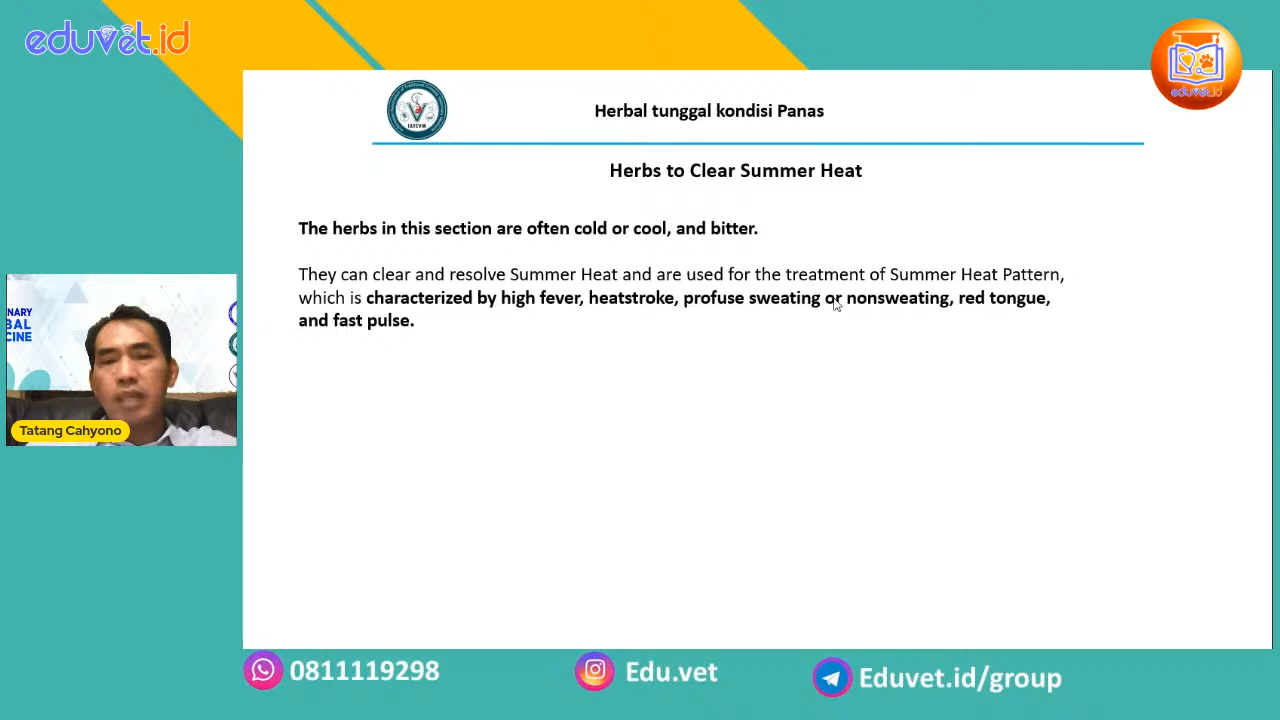 eduvet.id
eduvet.id
IATCVM
Herbal tunggal kondisi Panas
Herbs to Clear Summer Heat
The herbs in this section are often cold or cool, and bitter.
They can clear and resolve Summer Heat and are used for the treatment of Summer Heat Pattern,
which is characterized by high fever, heatstroke, profuse sweating or nonsweating, red tongue,
and fast pulse.
Tatang Cahyono
0811119298
Edu.vet
Eduvet.id/group